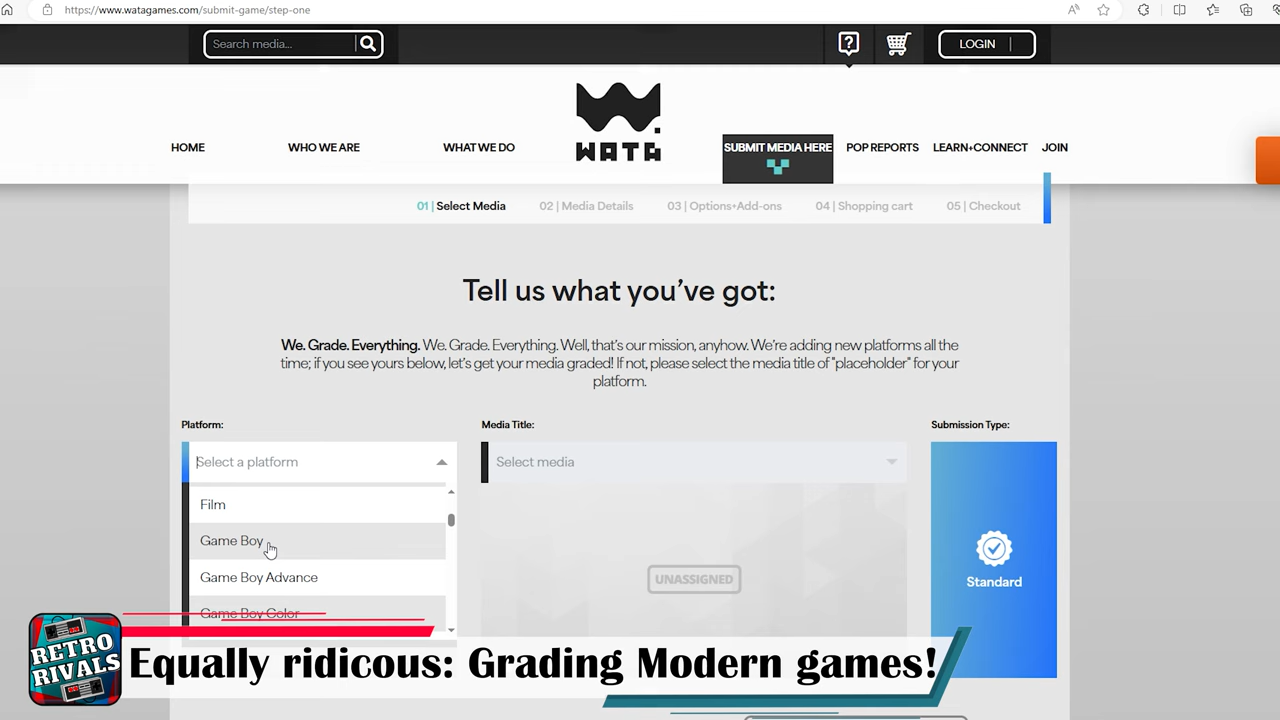 https://www.watagames.com/submit-game/step-one
Search media...
?
LOGIN
WATA
HOME
WHO WE ARE
WHAT WE DO
SUBMIT MEDIA HERE
POP REPORTS
LEARN+CONNECT
JOIN
01 | Select Media
02 | Media Details
03 | Options+Add-ons
04 | Shopping cart
05 | Checkout
Tell us what you've got:
We. Grade. Everything. We. Grade. Everything. Well, that's our mission, anyhow. We're adding new platforms all the
time; if you see yours below, let's get your media graded! If not, please select the media title of "placeholder" for your
platform.
Platform:
Media Title:
Submission Type:
Select a platform
Select media
Film
Game Boy
Game Boy Advance
Game Boy Color
UNASSIGNED
Standard
RETRO
RIVALS
Equally ridicous: Grading Modern games!